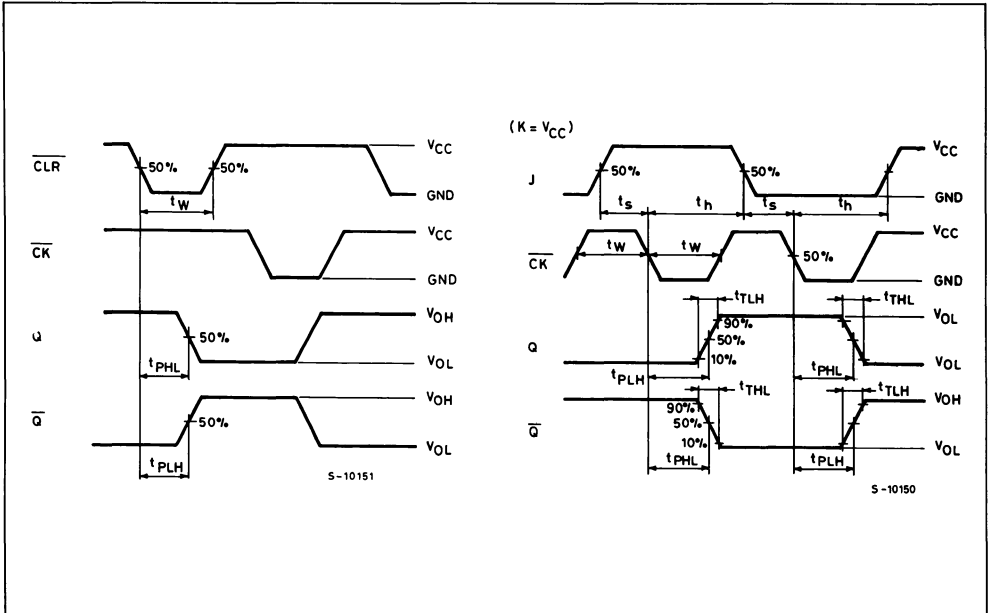 CLR
50%
50%
VCC
GND
tW
CK
VCC
GND
Q
50%
VOH
VOL
tPHL
Q
50%
VOH
VOL
tPLH
S-10151
(K = VCC)
J
50%
50%
VCC
GND
ts
th
ts
th
CK
tW
tW
50%
VCC
GND
tTLH
tTHL
Q
90%
50%
10%
VOL
VOL
tPLH
tPHL
tTHL
tTLH
Q
90%
50%
10%
VOH
VOL
tPHL
tPLH
S-10150